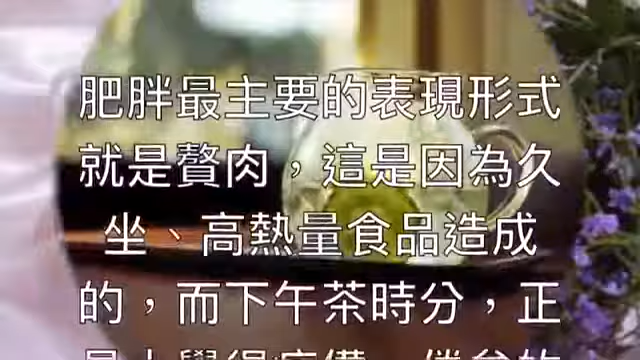 肥胖最主要的表現形式
就是贅肉，這是因為久
坐、高熱量食品造成
的，而下午茶時分，正